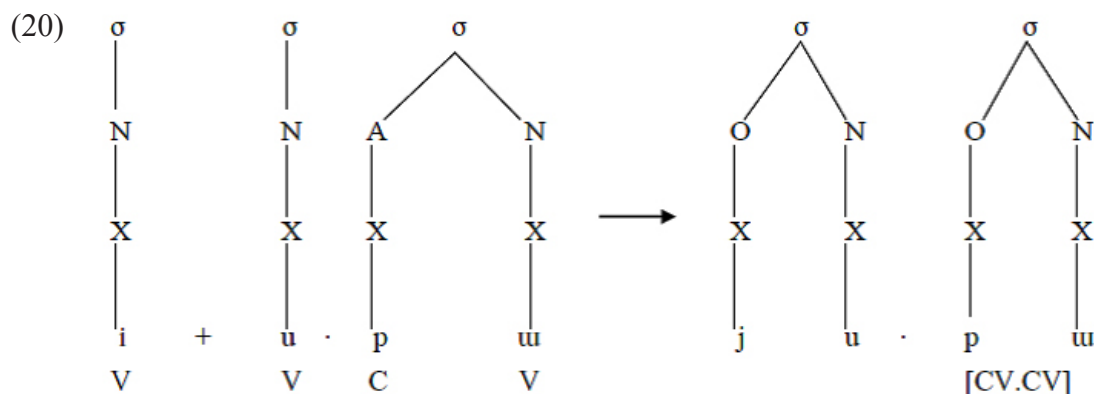 (20) σ σ σ σ σ
N N A N O N O N
X X X X X X X X
i + u . p ɯ j u . p ɯ
V V C V [CV.CV]